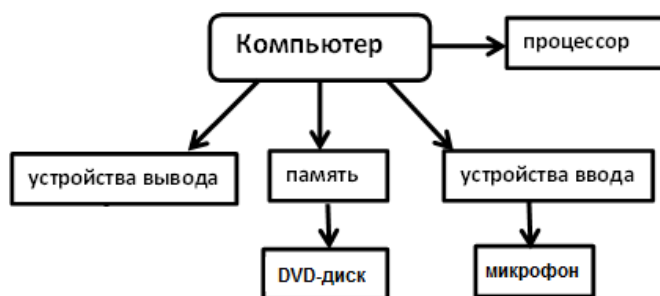 Компьютер
процессор
устройства вывода
память
устройства ввода
DVD-диск
микрофон